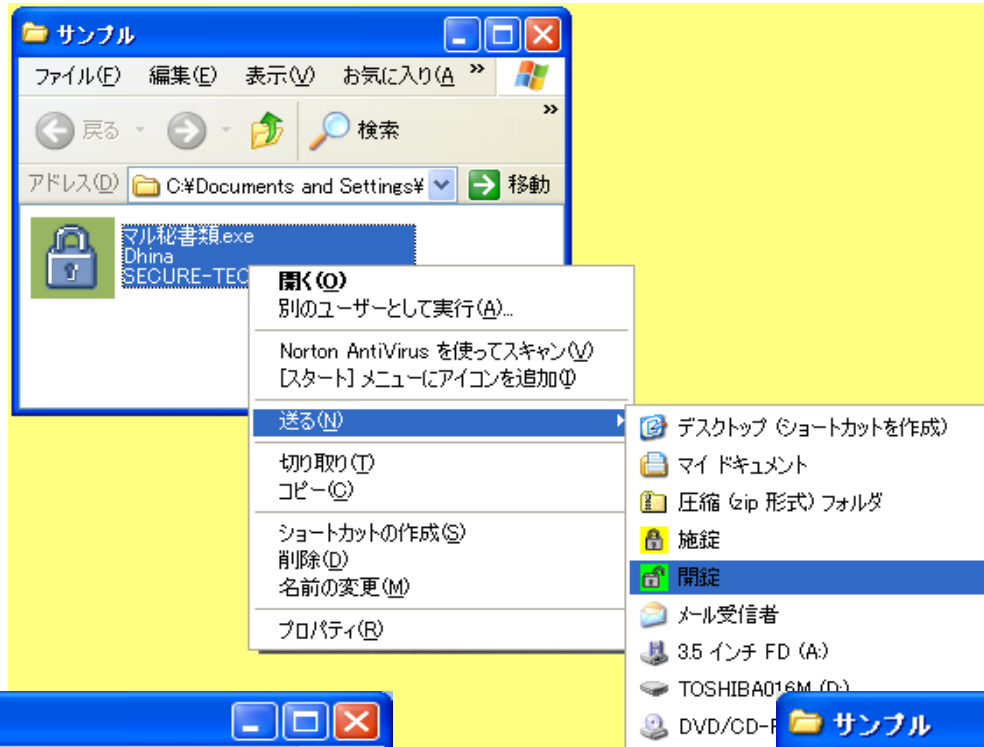 サンプル
ファイル(F) 編集(E) 表示(V) お気に入り(A »
戻る 検索 »
アドレス(D) C:¥Documents and Settings¥ 移動
マル秘書類.exe
Dhina
SECURE-TEC
開く(O)
別のユーザーとして実行(A)...
Norton AntiVirus を使ってスキャン(V)
[スタート] メニューにアイコンを追加(I)
送る(N)
切り取り(T)
コピー(C)
ショートカットの作成(S)
削除(D)
名前の変更(M)
プロパティ(R)
デスクトップ (ショートカットを作成)
マイ ドキュメント
圧縮 (zip 形式) フォルダ
施錠
開錠
メール受信者
3.5 インチ FD (A:)
TOSHIBA016M (D:)
DVD/CD-
サンプル